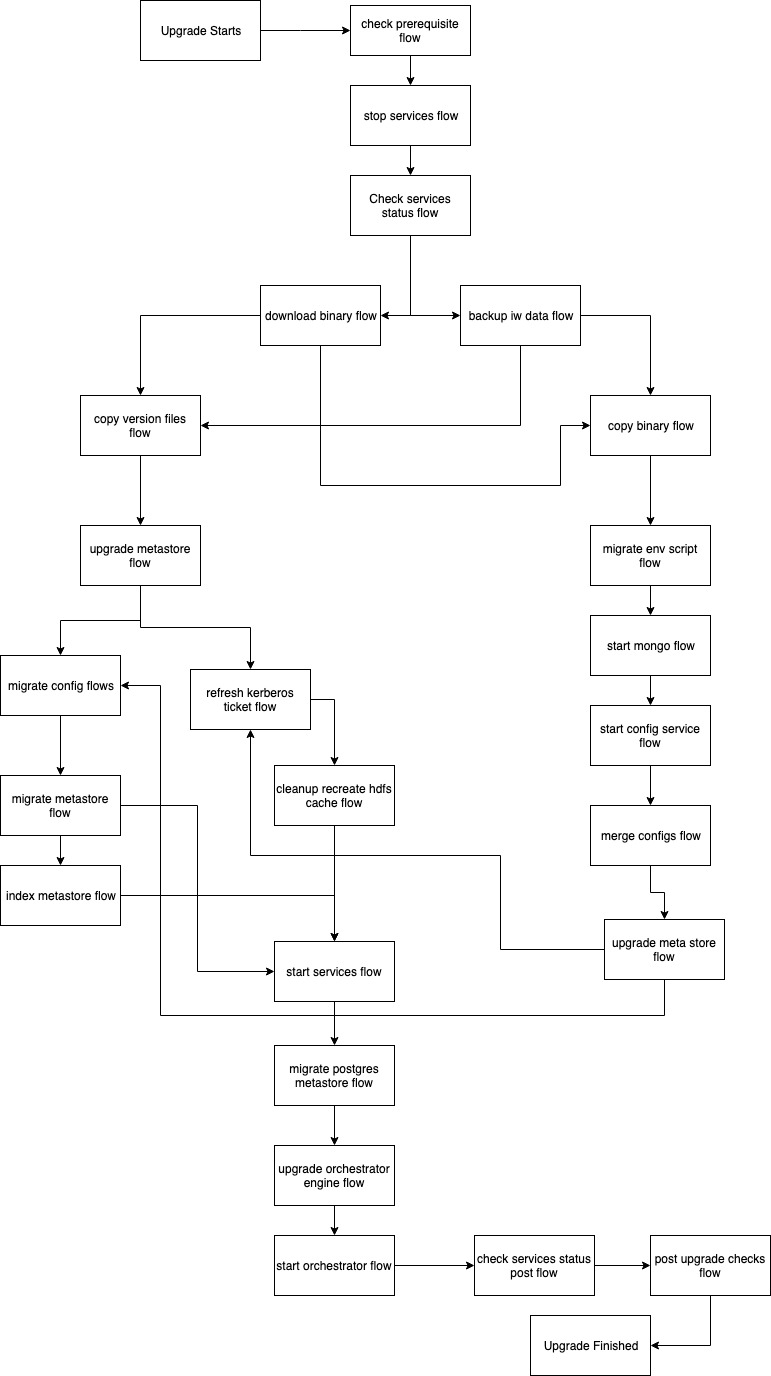 Upgrade Starts
check prerequisite
flow
stop services flow
Check services
status flow
download binary flow
backup iw data flow
copy version files
flow
copy binary flow
upgrade metastore
flow
migrate env script
flow
start mongo flow
migrate config flows
refresh kerberos
ticket flow
start config service
flow
cleanup recreate hdfs
cache flow
migrate metastore
flow
merge configs flow
index metastore flow
upgrade meta store
flow
start services flow
migrate postgres
metastore flow
upgrade orchestrator
engine flow
start orchestrator flow
check services status
post flow
post upgrade checks
flow
Upgrade Finished